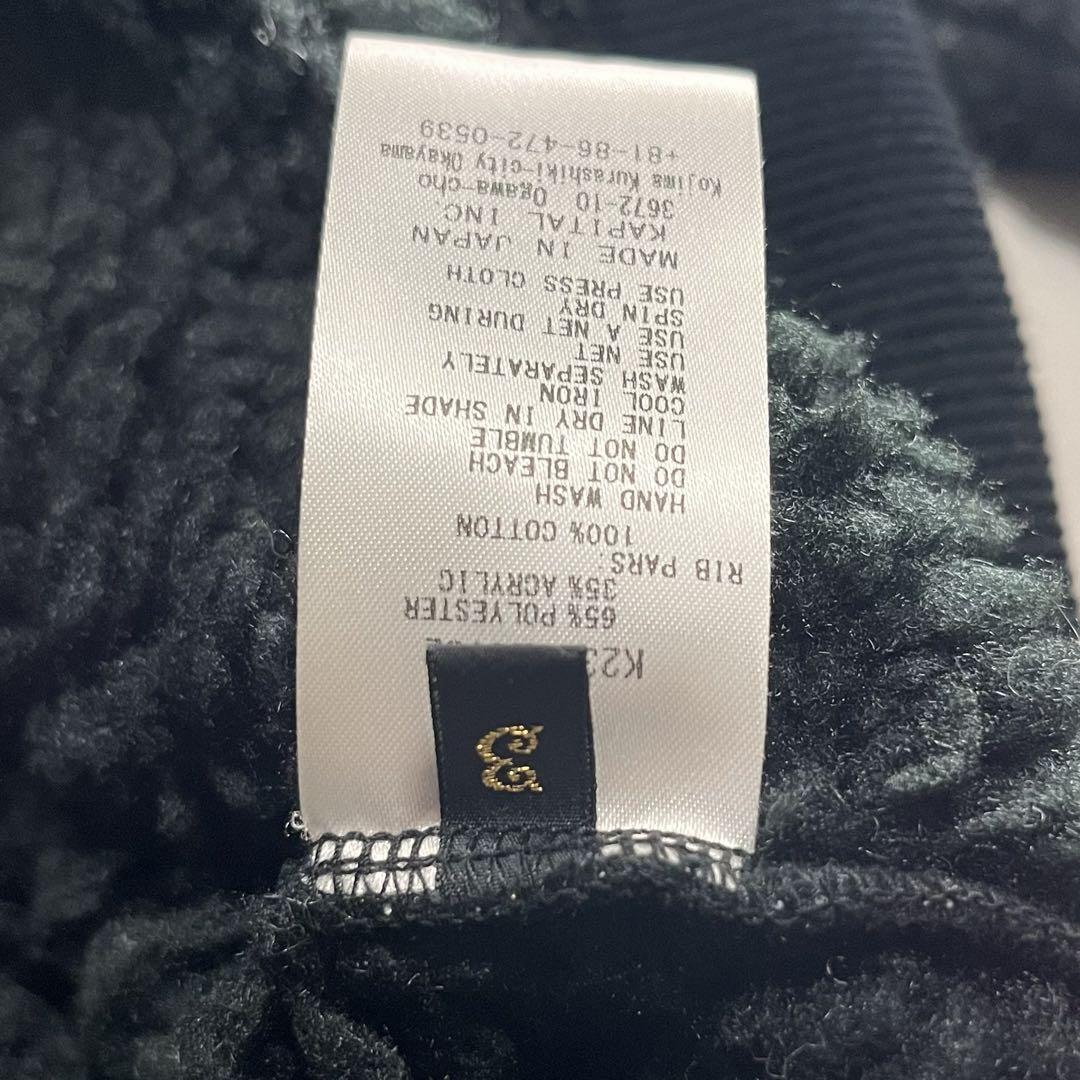 65% POLYESTER
35% ACRYLIC
RIB PARS.
100% COTTON
HAND WASH
DO NOT BLEACH
DO NOT TUMBLE
LINE DRY IN SHADE
COOL IRON
WASH SEPARATELY
USE NET
USE A NET DURING
SPIN DRY
USE PRESS CLOTH
MADE IN JAPAN
KAPITAL INC.
3672-10 Ogawa-cho
Kojima Kurashiki-city Okayama
+81-86-472-0539